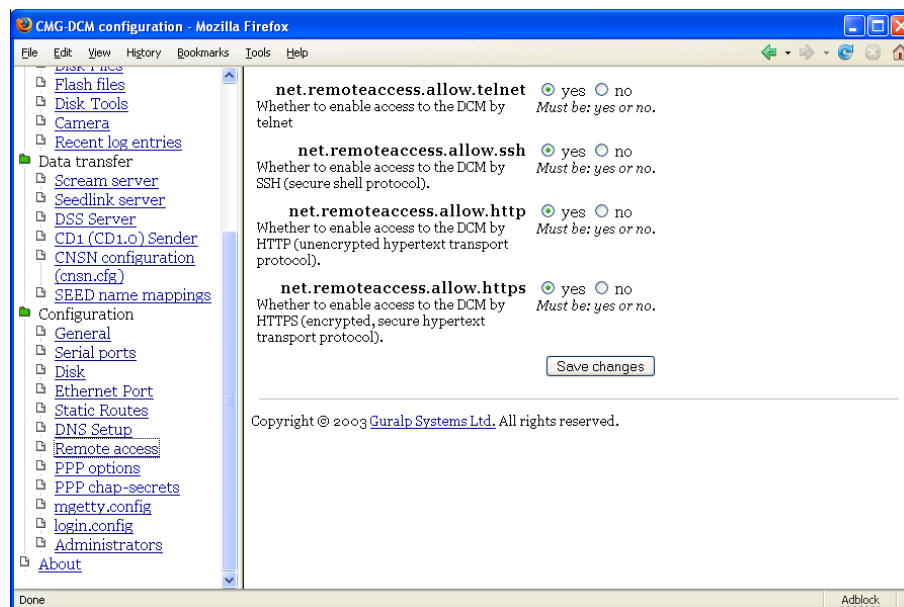 CMG-DCM configuration - Mozilla Firefox
File Edit View History Bookmarks Tools Help
Disk Files
Flash files
Disk Tools
Camera
Recent log entries
Data transfer
Scream server
Seedlink server
DSS Server
CD1 (CD1.0) Sender
CNSN configuration
(cnsn.cfg)
SEED name mappings
Configuration
General
Serial ports
Disk
Ethernet Port
Static Routes
DNS Setup
Remote access
PPP options
PPP chap-secrets
mgetty.config
login.config
Administrators
About
net.remoteaccess.allow.telnet yes no
Whether to enable access to the DCM by Must be: yes or no.
telnet
net.remoteaccess.allow.ssh yes no
Whether to enable access to the DCM by Must be: yes or no.
SSH (secure shell protocol).
net.remoteaccess.allow.http yes no
Whether to enable access to the DCM by Must be: yes or no.
HTTP (unencrypted hypertext transport
protocol).
net.remoteaccess.allow.https yes no
Whether to enable access to the DCM by Must be: yes or no.
HTTPS (encrypted, secure hypertext
transport protocol).
Save changes
Copyright © 2003 Guralp Systems Ltd. All rights reserved.
Done Adblock